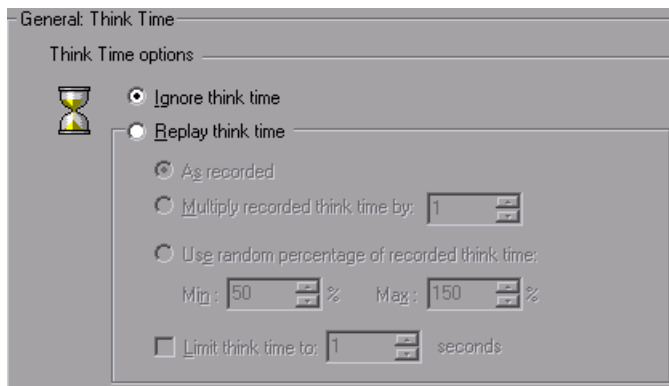 General: Think Time
Think Time options
Ignore think time
Replay think time
As recorded
Multiply recorded think time by: 1
Use random percentage of recorded think time:
Min : 50 % Max : 150 %
Limit think time to: 1 seconds